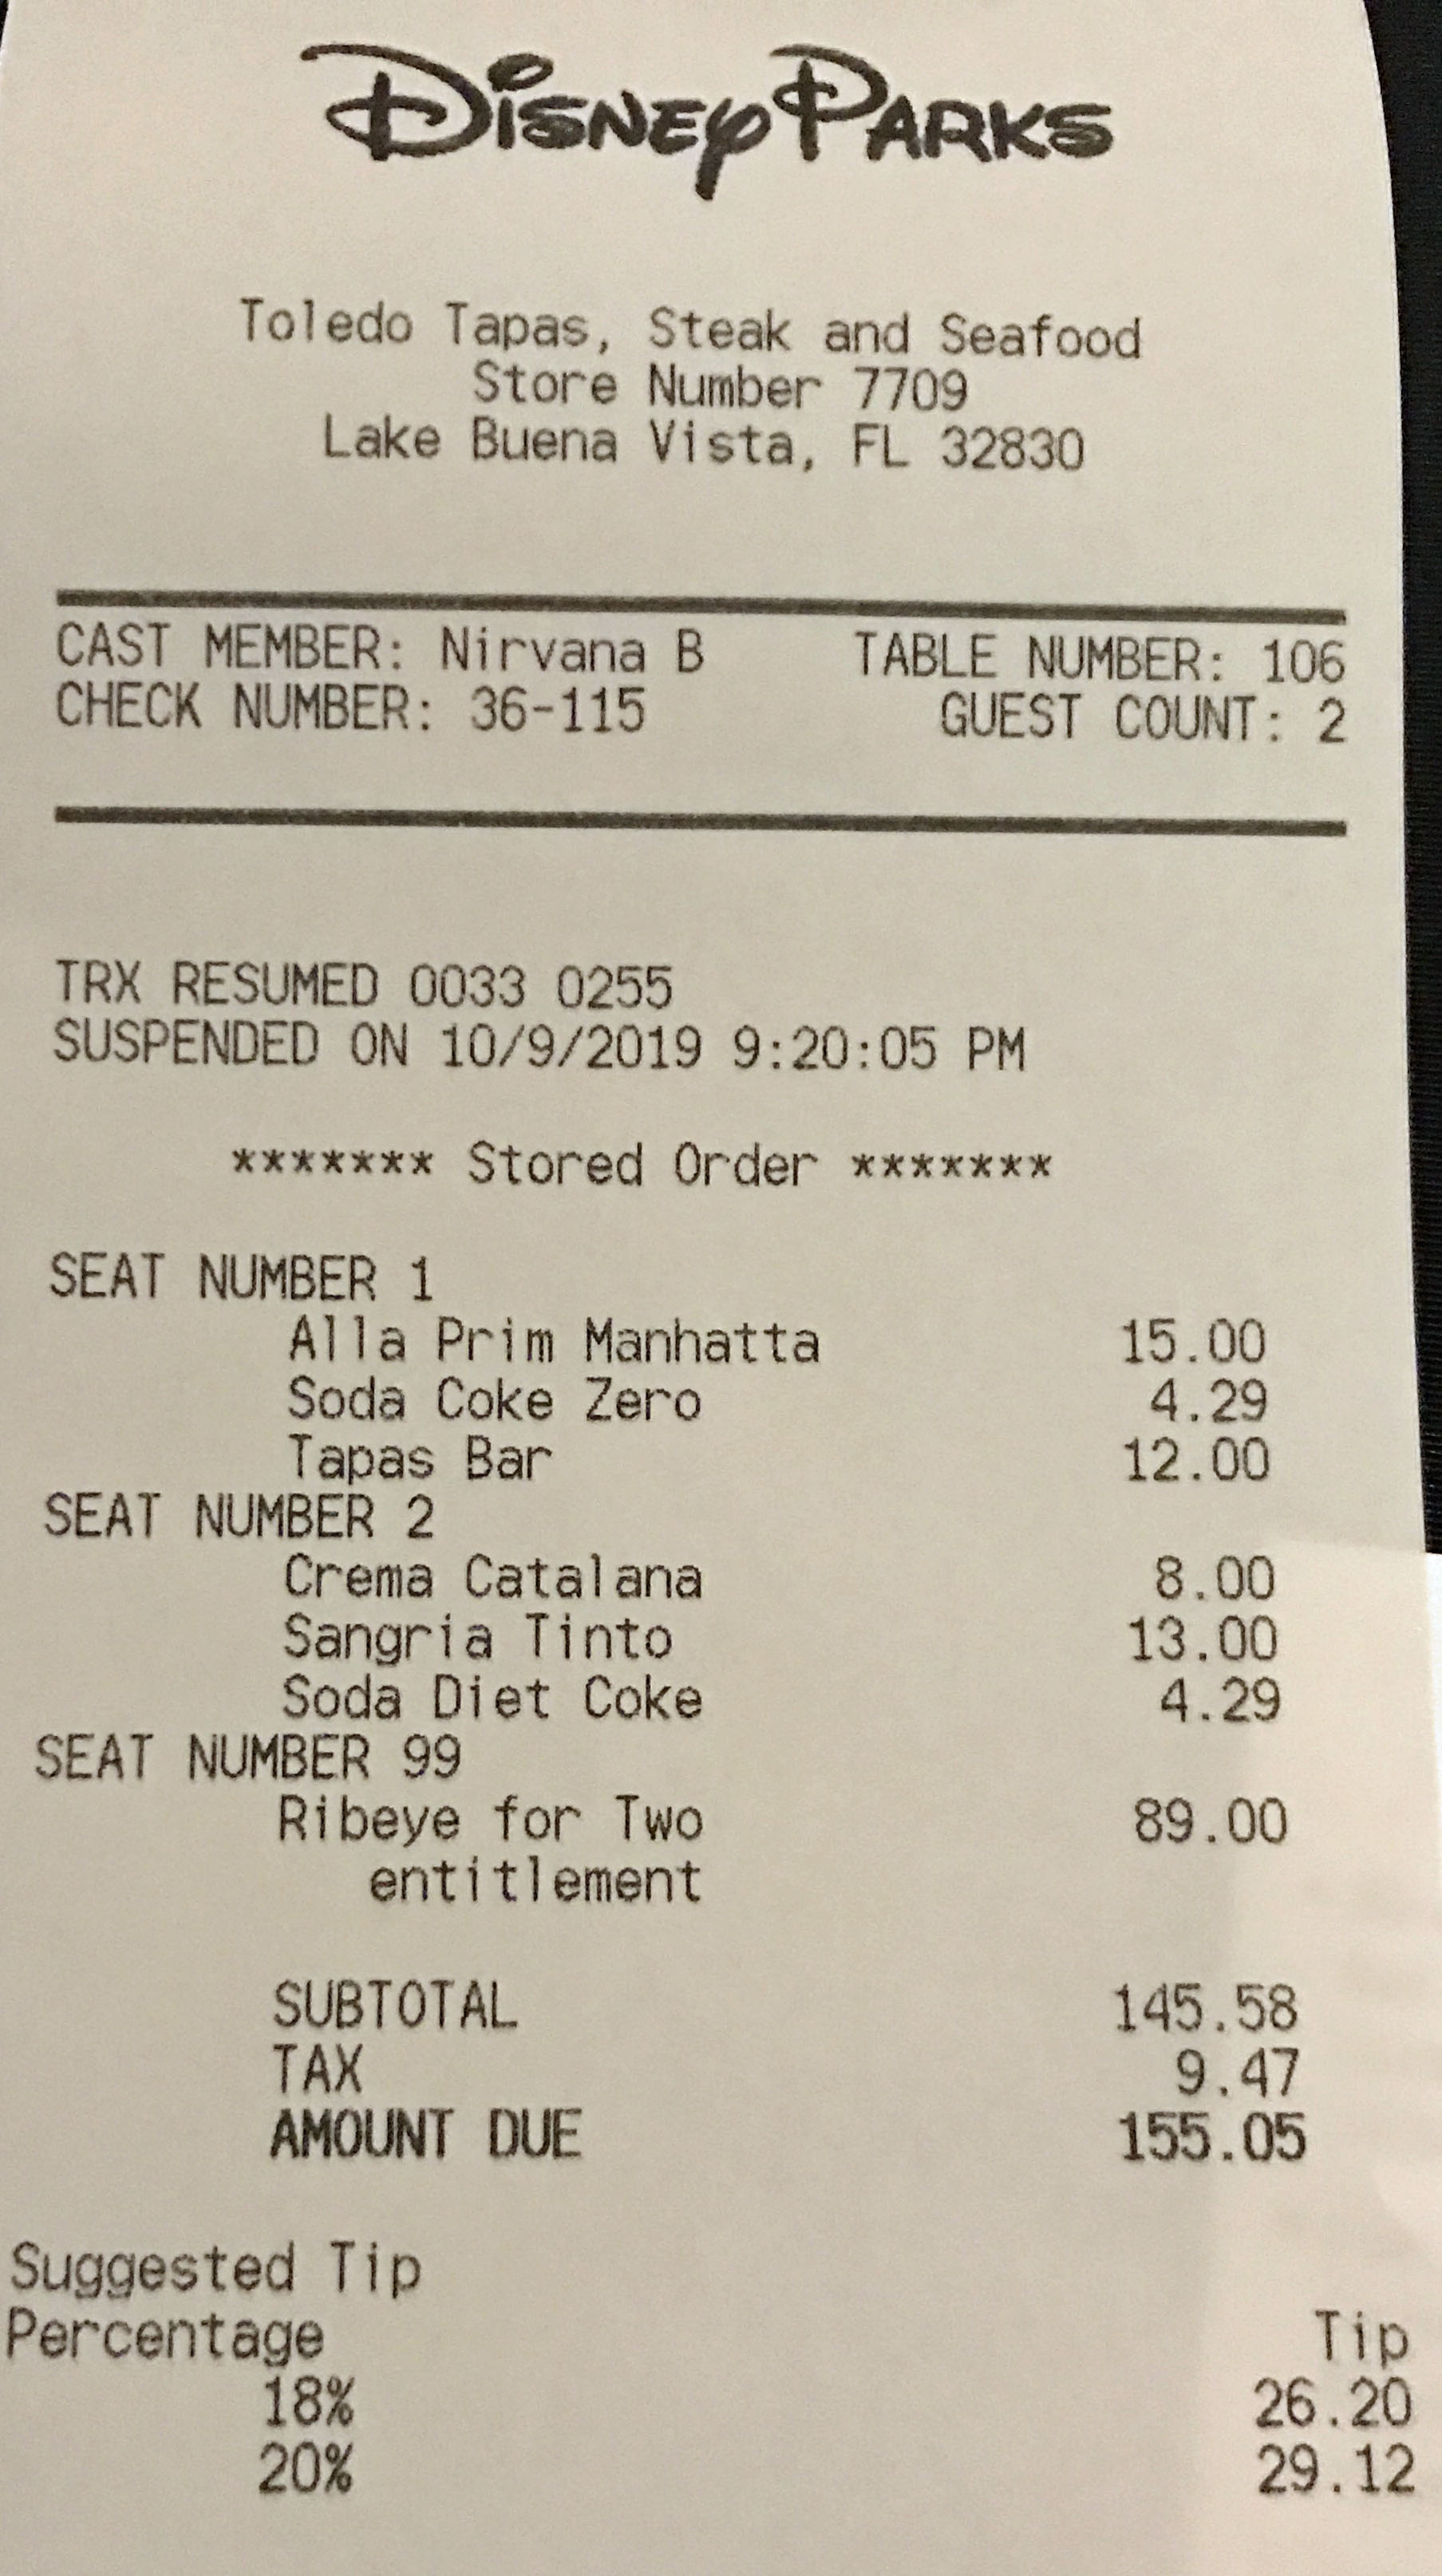 Disney Parks
Toledo Tapas, Steak and Seafood
Store Number 7709
Lake Buena Vista, FL 32830
CAST MEMBER: Nirvana B TABLE NUMBER: 106
CHECK NUMBER: 36-115 GUEST COUNT: 2
TRX RESUMED 0033 0255
SUSPENDED ON 10/9/2019 9:20:05 PM
******* Stored Order *******
SEAT NUMBER 1
Alla Prim Manhatta 15.00
Soda Coke Zero 4.29
Tapas Bar 12.00
SEAT NUMBER 2
Crema Catalana 8.00
Sangria Tinto 13.00
Soda Diet Coke 4.29
SEAT NUMBER 99
Ribeye for Two 89.00
entitlement
SUBTOTAL 145.58
TAX 9.47
AMOUNT DUE 155.05
Suggested Tip
Percentage Tip
18% 26.20
20% 29.12